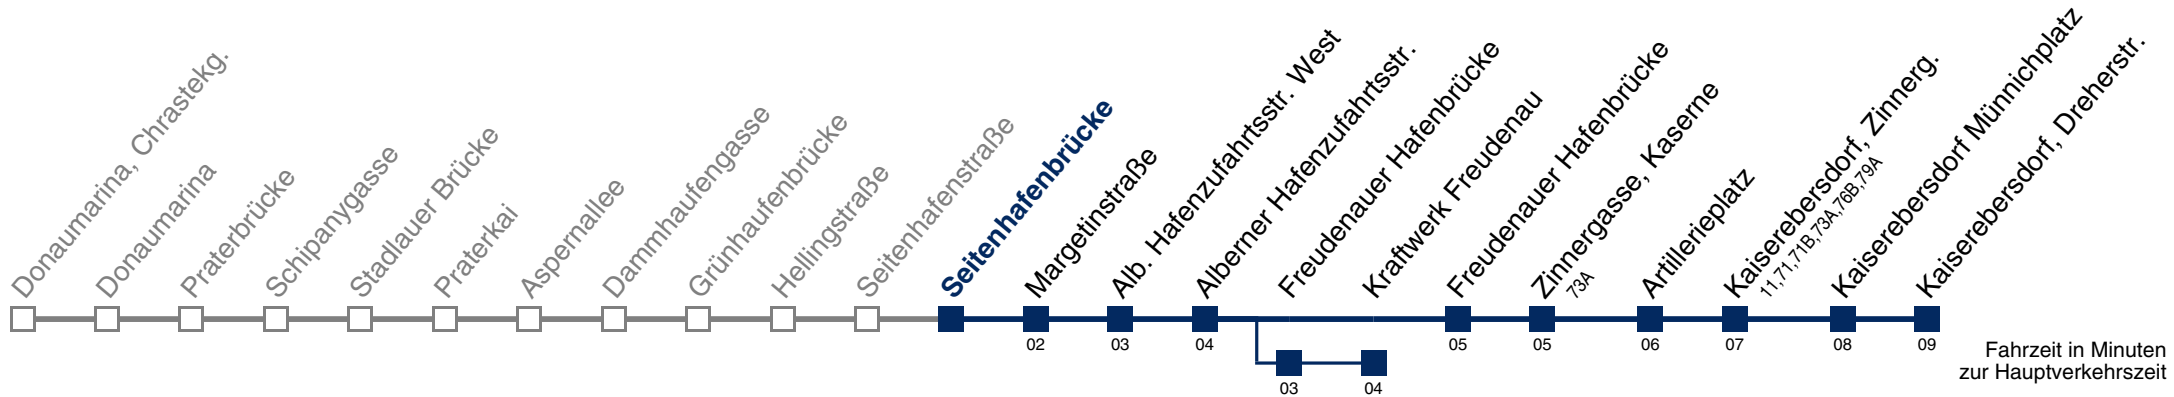 Donaumarina, Chrastekg.
Donaumarina
Praterbrücke
Schipanygasse
Stadlauer Brücke
Praterkai
Aspernallee
Dammhaufengasse
Grünhaufenbrücke
Hellingstraße
Seitenhafenstraße
Seitenhafenbrücke
Margetinstraße
Alb. Hafenzufahrtsstr. West
Alberner Hafenzufahrtsstr.
Freudenauer Hafenbrücke
Kraftwerk Freudenau
Freudenauer Hafenbrücke
Zinnergasse, Kaserne
73A
Artillerieplatz
Kaiserebersdorf, Zinnerg.
11,71,71B,73A,76B,79A
Kaiserebersdorf Münnichplatz
Kaiserebersdorf, Dreherstr.
02 03 04 05 05 06 07 08 09
03 04
Fahrzeit in Minuten
zur Hauptverkehrszeit